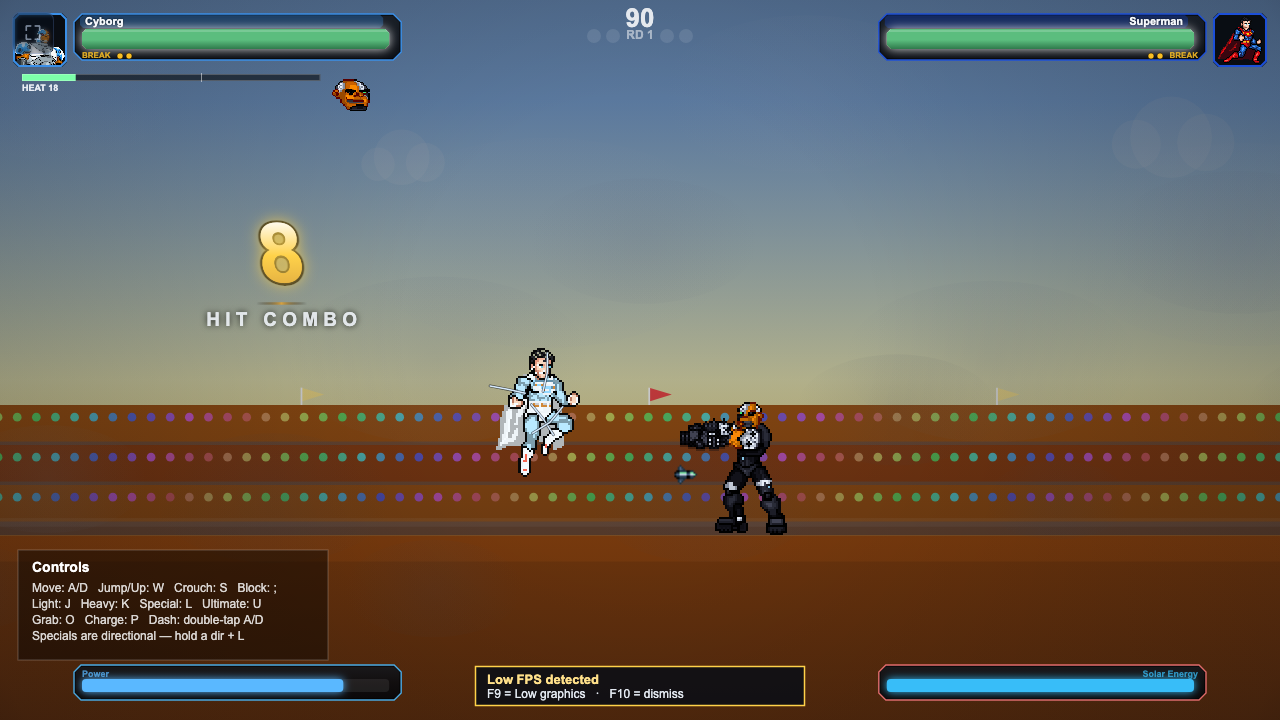 Cyborg
BREAK
HEAT 18
90
RD 1
Superman
BREAK
8
HIT COMBO
Controls
Move: A/D Jump/Up: W Crouch: S Block: ;
Light: J Heavy: K Special: L Ultimate: U
Grab: O Charge: P Dash: double-tap A/D
Specials are directional — hold a dir + L
Power
Low FPS detected
F9 = Low graphics · F10 = dismiss
Solar Energy